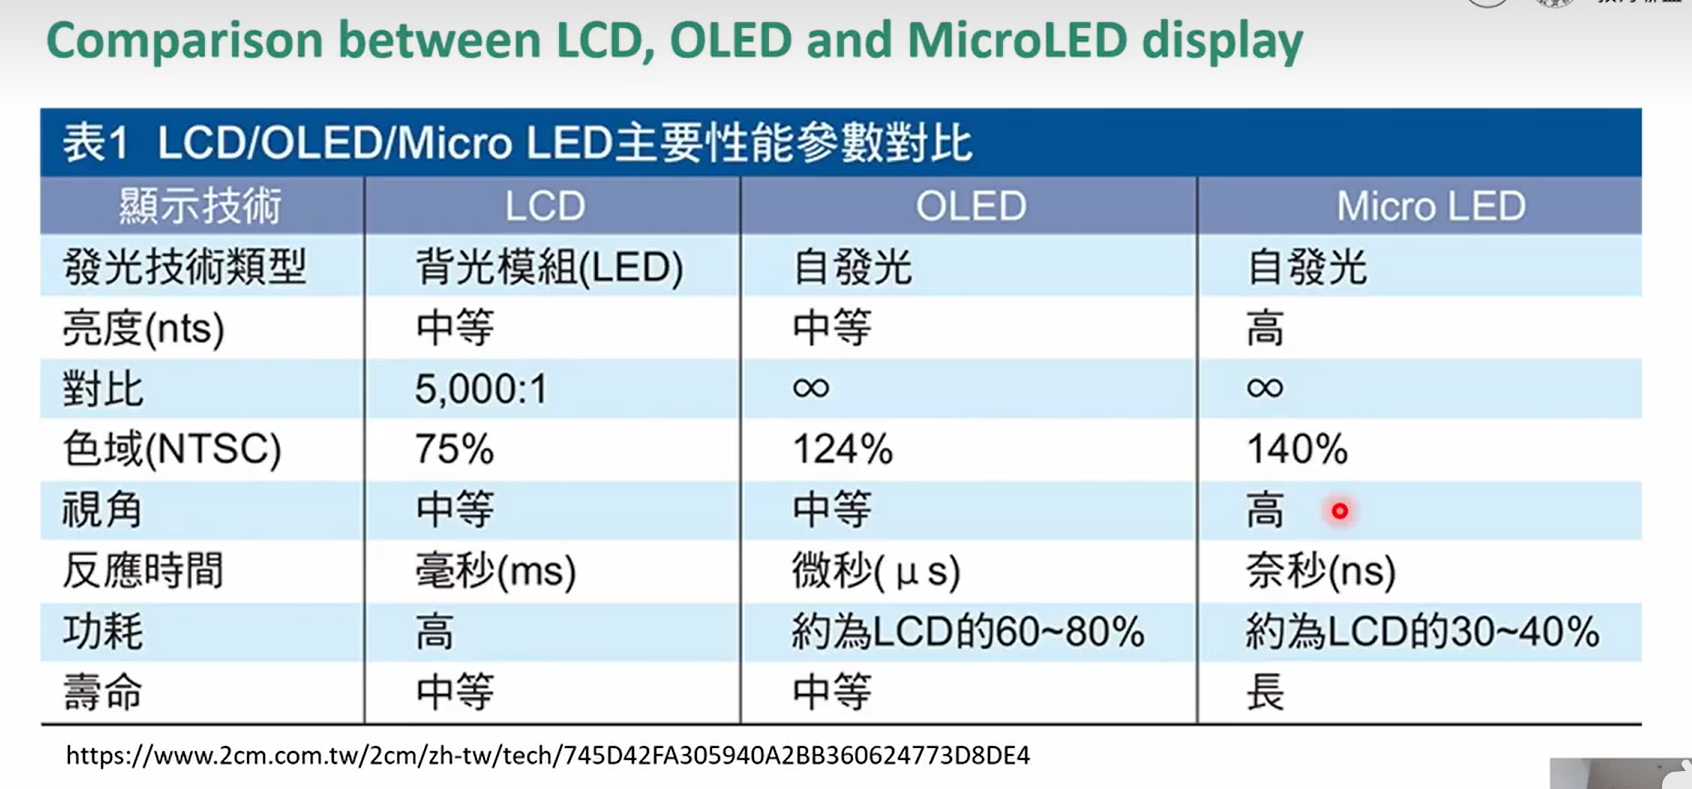 Comparison between LCD, OLED and MicroLED display
表1 LCD/OLED/Micro LED主要性能參數對比
顯示技術 LCD OLED Micro LED
發光技術類型 背光模組(LED) 自發光 自發光
亮度(nts) 中等 中等 高
對比 5,000:1 ∞ ∞
色域(NTSC) 75% 124% 140%
視角 中等 中等 高
反應時間 毫秒(ms) 微秒(μs) 奈秒(ns)
功耗 高 約為LCD的60~80% 約為LCD的30~40%
壽命 中等 中等 長
https://www.2cm.com.tw/2cm/zh-tw/tech/745D42FA305940A2BB360624773D8DE4